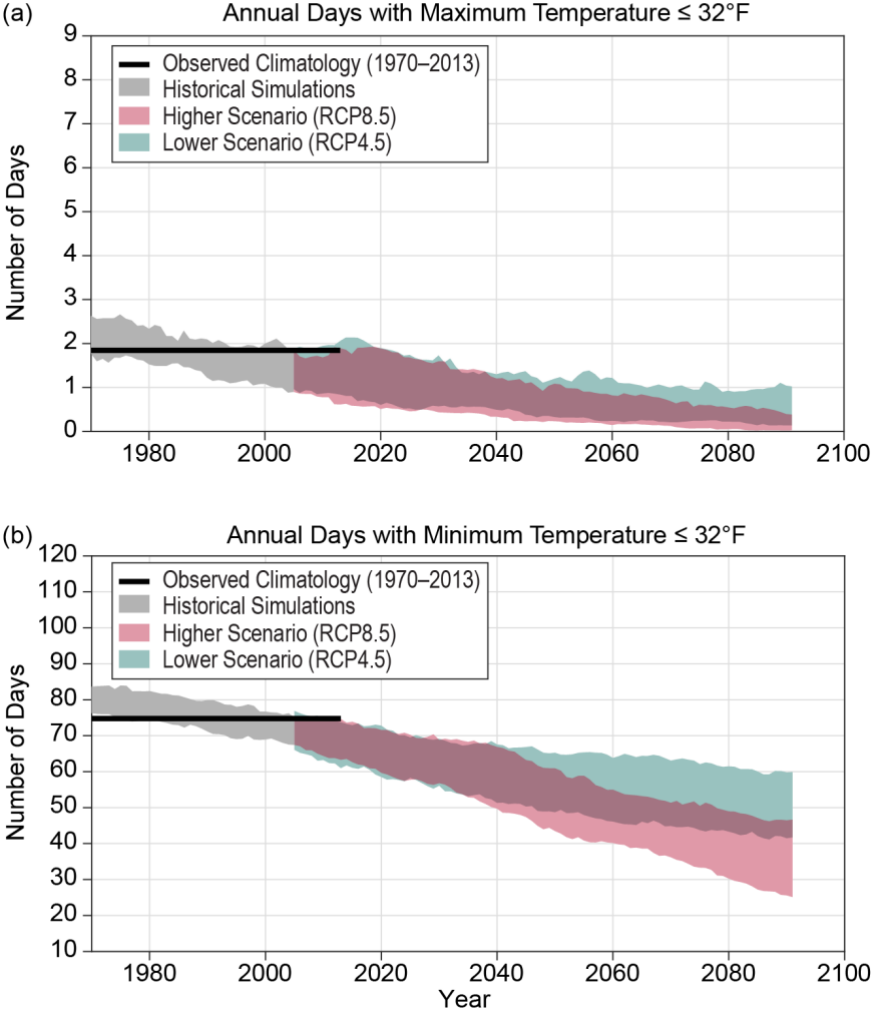 (a)
Annual Days with Maximum Temperature ≤ 32°F
Number of Days
9
8
7
6
5
4
3
2
1
0
Observed Climatology (1970–2013)
Historical Simulations
Higher Scenario (RCP8.5)
Lower Scenario (RCP4.5)
1980 2000 2020 2040 2060 2080 2100
(b)
Annual Days with Minimum Temperature ≤ 32°F
Number of Days
120
110
100
90
80
70
60
50
40
30
20
10
Observed Climatology (1970–2013)
Historical Simulations
Higher Scenario (RCP8.5)
Lower Scenario (RCP4.5)
1980 2000 2020 2040 2060 2080 2100
Year